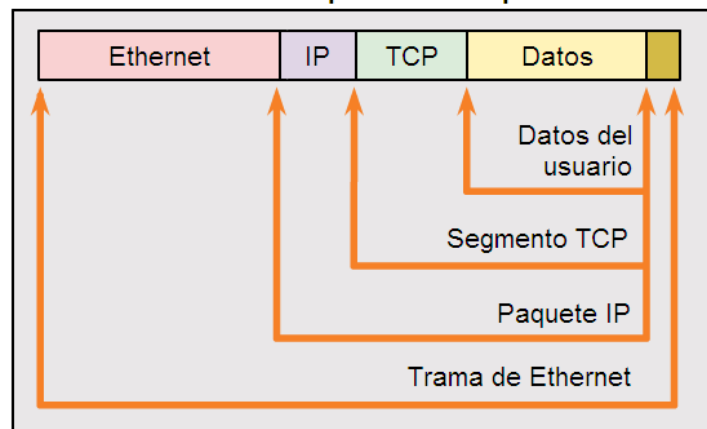 Ethernet IP TCP Datos
Datos del
usuario
Segmento TCP
Paquete IP
Trama de Ethernet